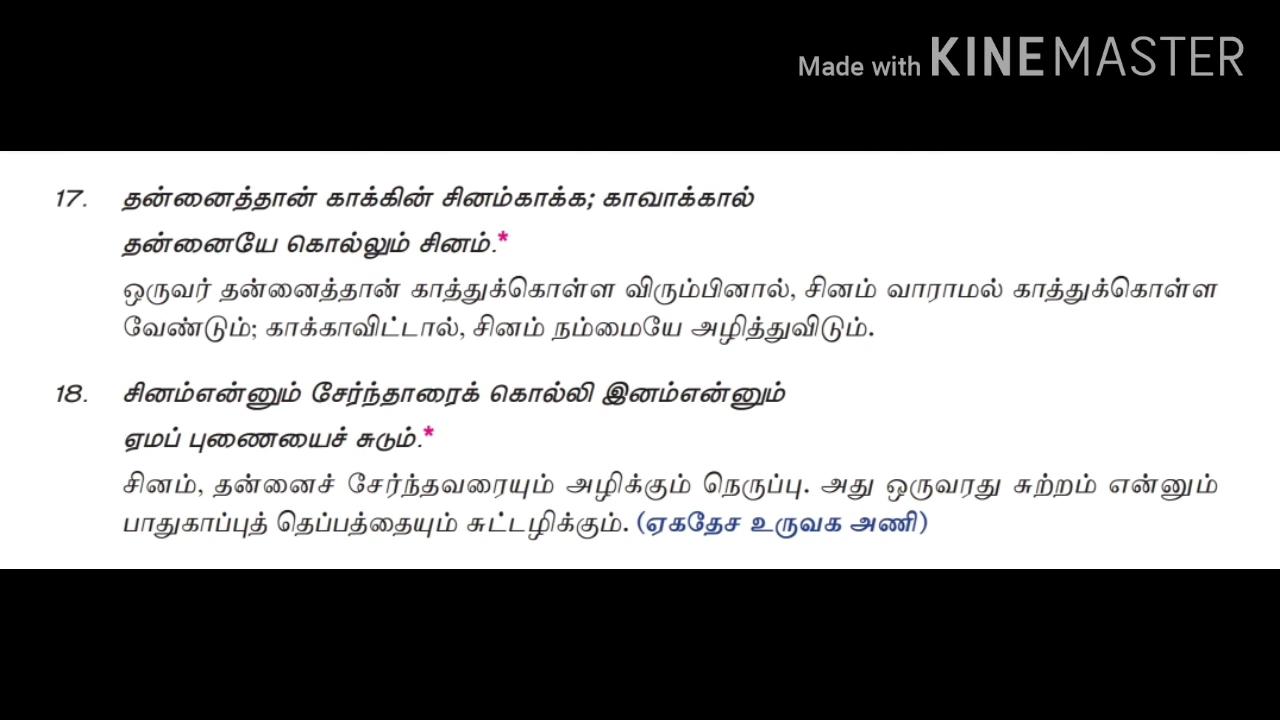 Made with KINEMASTER
17. தன்னைத்தான் காக்கின் சினம்காக்க; காவாக்கால்
தன்னையே கொல்லும் சினம்.*
ஒருவர் தன்னைத்தான் காத்துக்கொள்ள விரும்பினால், சினம் வாராமல் காத்துக்கொள்ள
வேண்டும்; காக்காவிட்டால், சினம் நம்மையே அழித்துவிடும்.
18. சினம்என்னும் சேர்ந்தாரைக் கொல்லி இனம்என்னும்
ஏமப் புணையைச் சுடும்.*
சினம், தன்னைச் சேர்ந்தவரையும் அழிக்கும் நெருப்பு. அது ஒருவரது சுற்றம் என்னும்
பாதுகாப்புத் தெப்பத்தையும் சுட்டழிக்கும். (ஏகதேச உருவக அணி)